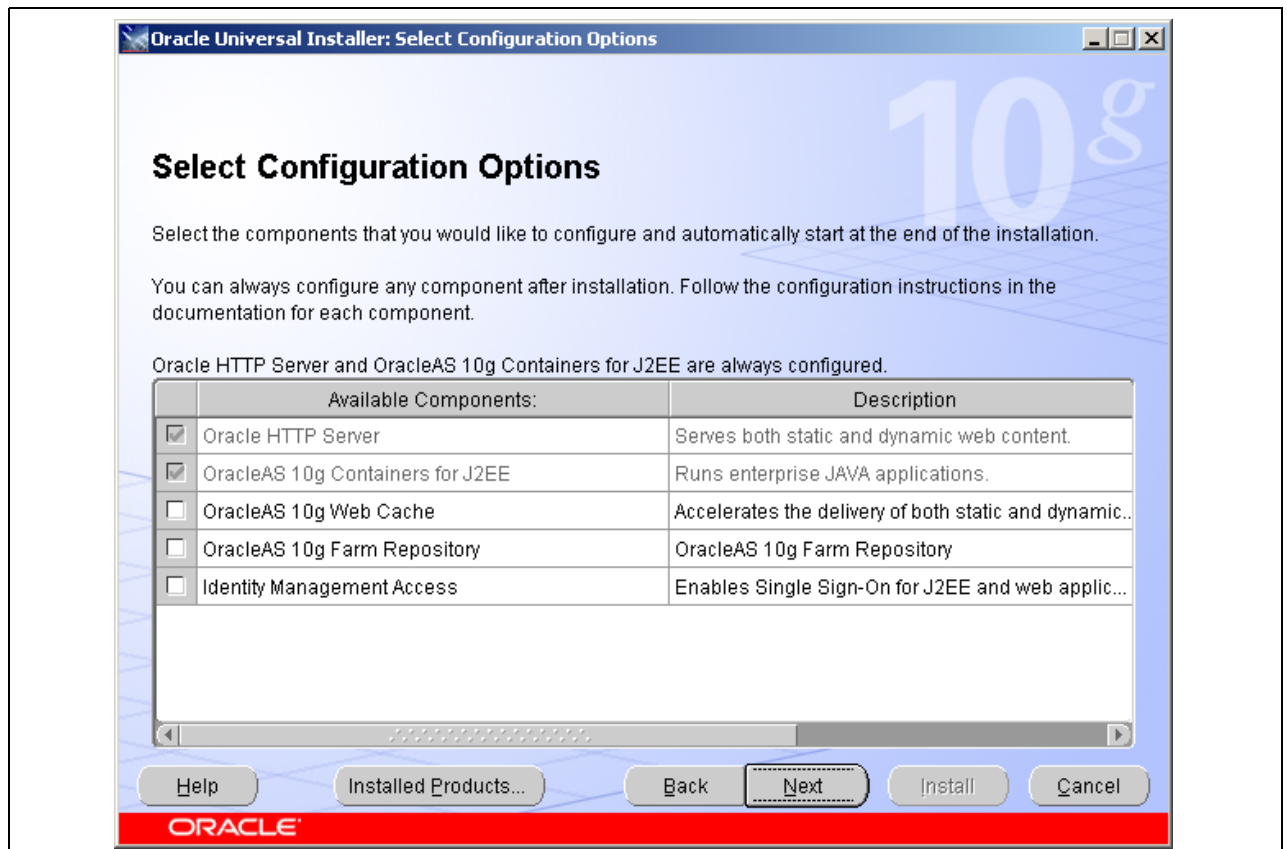 Oracle Universal Installer: Select Configuration Options
10g
Select Configuration Options
Select the components that you would like to configure and automatically start at the end of the installation.
You can always configure any component after installation. Follow the configuration instructions in the
documentation for each component.
Oracle HTTP Server and OracleAS 10g Containers for J2EE are always configured.
Available Components: Description
Oracle HTTP Server Serves both static and dynamic web content.
OracleAS 10g Containers for J2EE Runs enterprise JAVA applications.
OracleAS 10g Web Cache Accelerates the delivery of both static and dynamic..
OracleAS 10g Farm Repository OracleAS 10g Farm Repository
Identity Management Access Enables Single Sign-On for J2EE and web applic...
Help Installed Products... Back Next Install Cancel
ORACLE